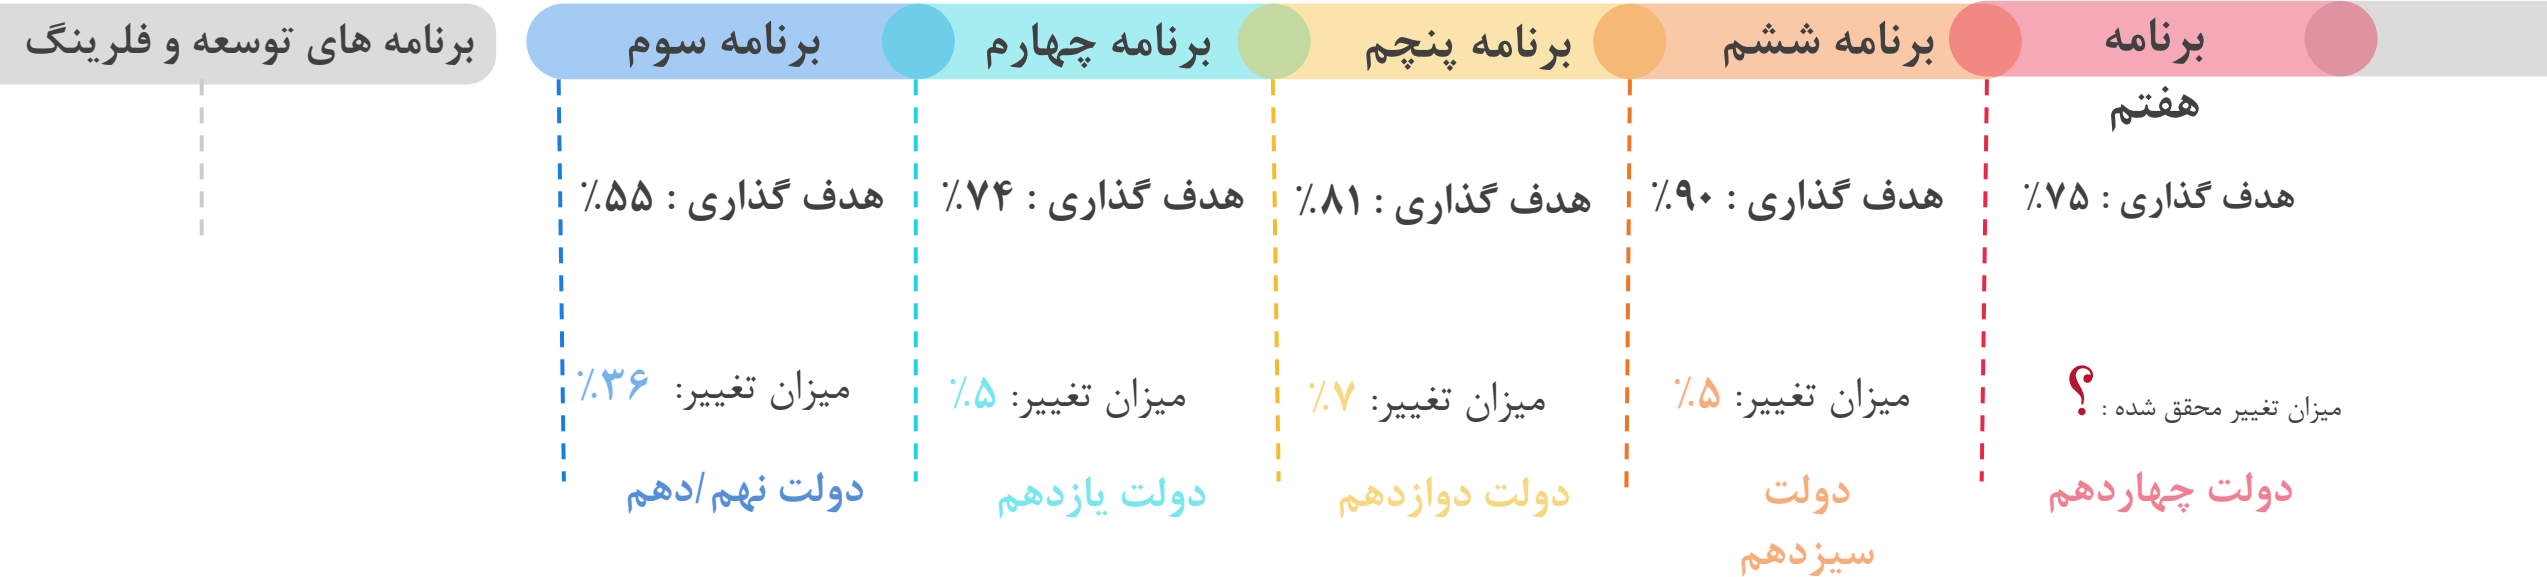 برنامه های توسعه و فلرینگ
برنامه سوم
هدف گذاری : ۵۵٪
میزان تغییر: ۳۶٪
دولت نهم/دهم
برنامه چهارم
هدف گذاری : ۷۴٪
میزان تغییر: ۵٪
دولت یازدهم
برنامه پنچم
هدف گذاری : ۸۱٪
میزان تغییر: ۷٪
دولت دوازدهم
برنامه ششم
هدف گذاری : ۹۰٪
میزان تغییر: ۵٪
دولت
سیزدهم
برنامه
هفتم
هدف گذاری : ۷۵٪
میزان تغییر محقق شده : ؟
دولت چهاردهم